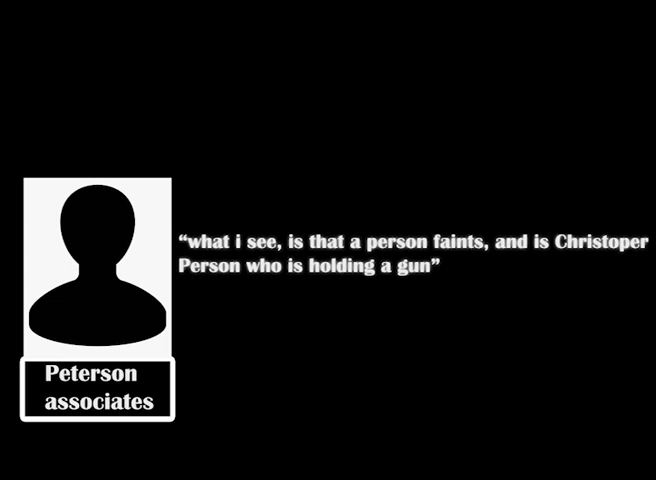 “what i see, is that a person faints, and is Christoper
Person who is holding a gun”
Peterson
associates